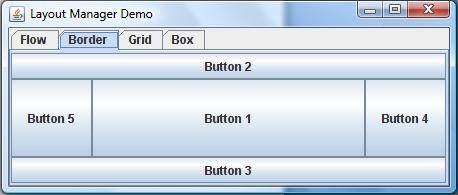 Layout Manager Demo
Flow Border Grid Box
Button 2
Button 5 Button 1 Button 4
Button 3